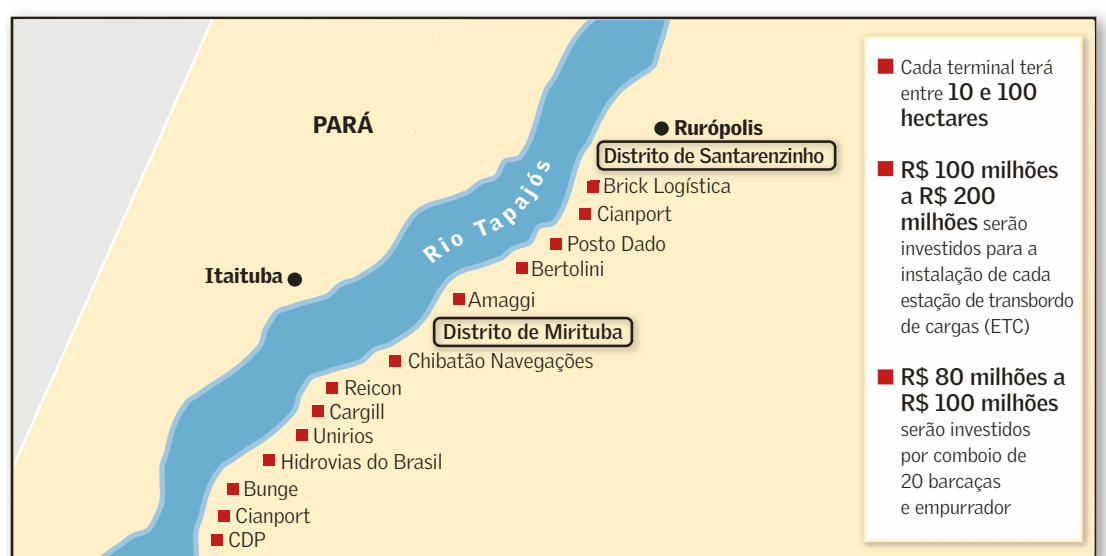 PARÁ
Rio Tapajós
Rurópolis
Distrito de Santarenzinho
Brick Logística
Cianport
Posto Dado
Bertolini
Itaituba
Amaggi
Distrito de Mirituba
Chibatão Navegações
Reicon
Cargill
Unirios
Hidrovias do Brasil
Bunge
Cianport
CDP
Cada terminal terá
entre 10 e 100
hectares
R$ 100 milhões
a R$ 200
milhões serão
investidos para a
instalação de cada
estação de transbordo
de cargas (ETC)
R$ 80 milhões a
R$ 100 milhões
serão investidos
por comboio de
20 barcaças
e empurrador